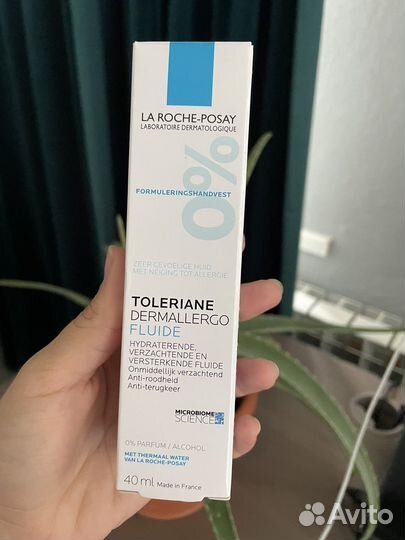 LA ROCHE-POSAY
LABORATOIRE DERMATOLOGIQUE
0%
FORMULERINGSHANDVEST
ZEER GEVOELIGE HUID
MET NEIGING TOT ALLERGIE
TOLERIANE
DERMALLERGO
FLUIDE
HYDRATERENDE,
VERZACHTENDE EN
VERSTERKENDE FLUIDE
Onmiddellijk verzachtend
Anti-roodheid
Anti-terugkeer
MICROBIOME
SCIENCE
0% PARFUM / ALCOHOL
MET THERMAAL WATER
VAN LA ROCHE-POSAY
40 ml Made in France
Avito